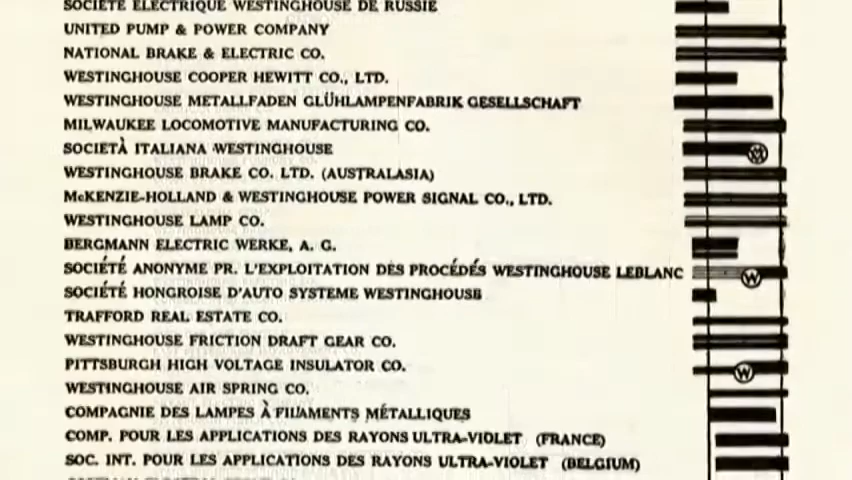 SOCIÉTÉ ÉLECTRIQUE WESTINGHOUSE DE RUSSIE
UNITED PUMP & POWER COMPANY
NATIONAL BRAKE & ELECTRIC CO.
WESTINGHOUSE COOPER HEWITT CO., LTD.
WESTINGHOUSE METALLFADEN GLÜHLAMPENFABRIK GESELLSCHAFT
MILWAUKEE LOCOMOTIVE MANUFACTURING CO.
SOCIETÀ ITALIANA WESTINGHOUSE
WESTINGHOUSE BRAKE CO. LTD. (AUSTRALASIA)
McKENZIE-HOLLAND & WESTINGHOUSE POWER SIGNAL CO., LTD.
WESTINGHOUSE LAMP CO.
BERGMANN ELECTRIC WERKE, A. G.
SOCIÉTÉ ANONYME PR. L'EXPLOITATION DES PROCÉDÉS WESTINGHOUSE LEBLANC
W
SOCIÉTÉ HONGROISE D'AUTO SYSTEME WESTINGHOUSE
TRAFFORD REAL ESTATE CO.
WESTINGHOUSE FRICTION DRAFT GEAR CO.
PITTSBURGH HIGH VOLTAGE INSULATOR CO.
W
WESTINGHOUSE AIR SPRING CO.
COMPAGNIE DES LAMPES À FILAMENTS MÉTALLIQUES
COMP. POUR LES APPLICATIONS DES RAYONS ULTRA-VIOLET (FRANCE)
SOC. INT. POUR LES APPLICATIONS DES RAYONS ULTRA-VIOLET (BELGIUM)